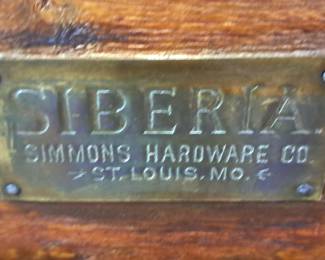 SIBERIA.
SIMMONS HARDWARE CO.
ST. LOUIS. MO.